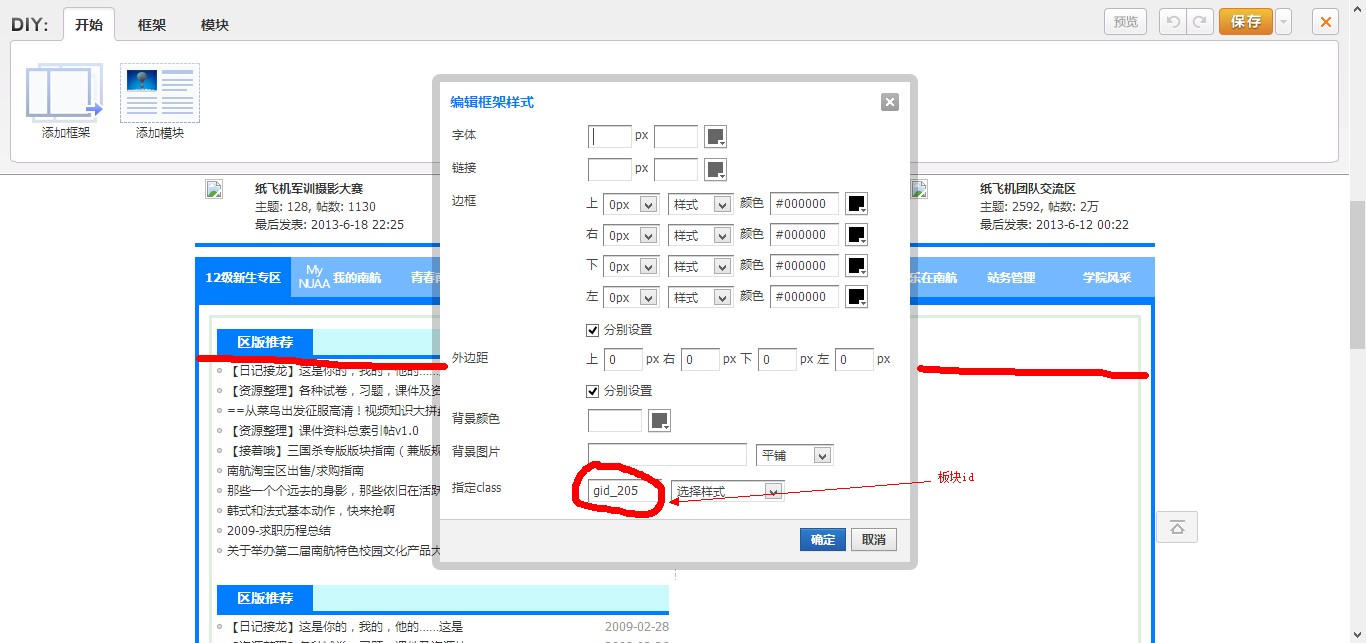 DIY: 开始 框架 模块 预览 保存
添加框架 添加模块
纸飞机军训摄影大赛
主题: 128, 帖数: 1130
最后发表: 2013-6-18 22:25
纸飞机团队交流区
主题: 2592, 帖数: 2万
最后发表: 2013-6-12 00:22
12级新生专区 My NUAA 我的南航 青春南 乐在南航 站务管理 学院风采
区版推荐
【日记接龙】这是你的，我的，他的……
【资源整理】各种试卷，习题，课件及资
==从菜鸟出发征服高清！视频知识大拼盘
【资源整理】课件资料总索引帖v1.0
【接着哦】三国杀专版版块指南（兼版规
南航淘宝区出售/求购指南
那些一个个远去的身影，那些依旧在活跃
韩式和法式基本动作，快来抢啊
2009-求职历程总结
关于举办第二届南航特色校园文化产品大
区版推荐
【日记接龙】这是你的，我的，他的……这是 2009-02-28
编辑框架样式
字体 px
链接 px
边框 上 0px 样式 颜色 #000000
右 0px 样式 颜色 #000000
下 0px 样式 颜色 #000000
左 0px 样式 颜色 #000000
分别设置
外边距 上 0 px 右 0 px 下 0 px 左 0 px
分别设置
背景颜色
背景图片 平铺
指定class gid_205 选择样式
板块id
确定 取消